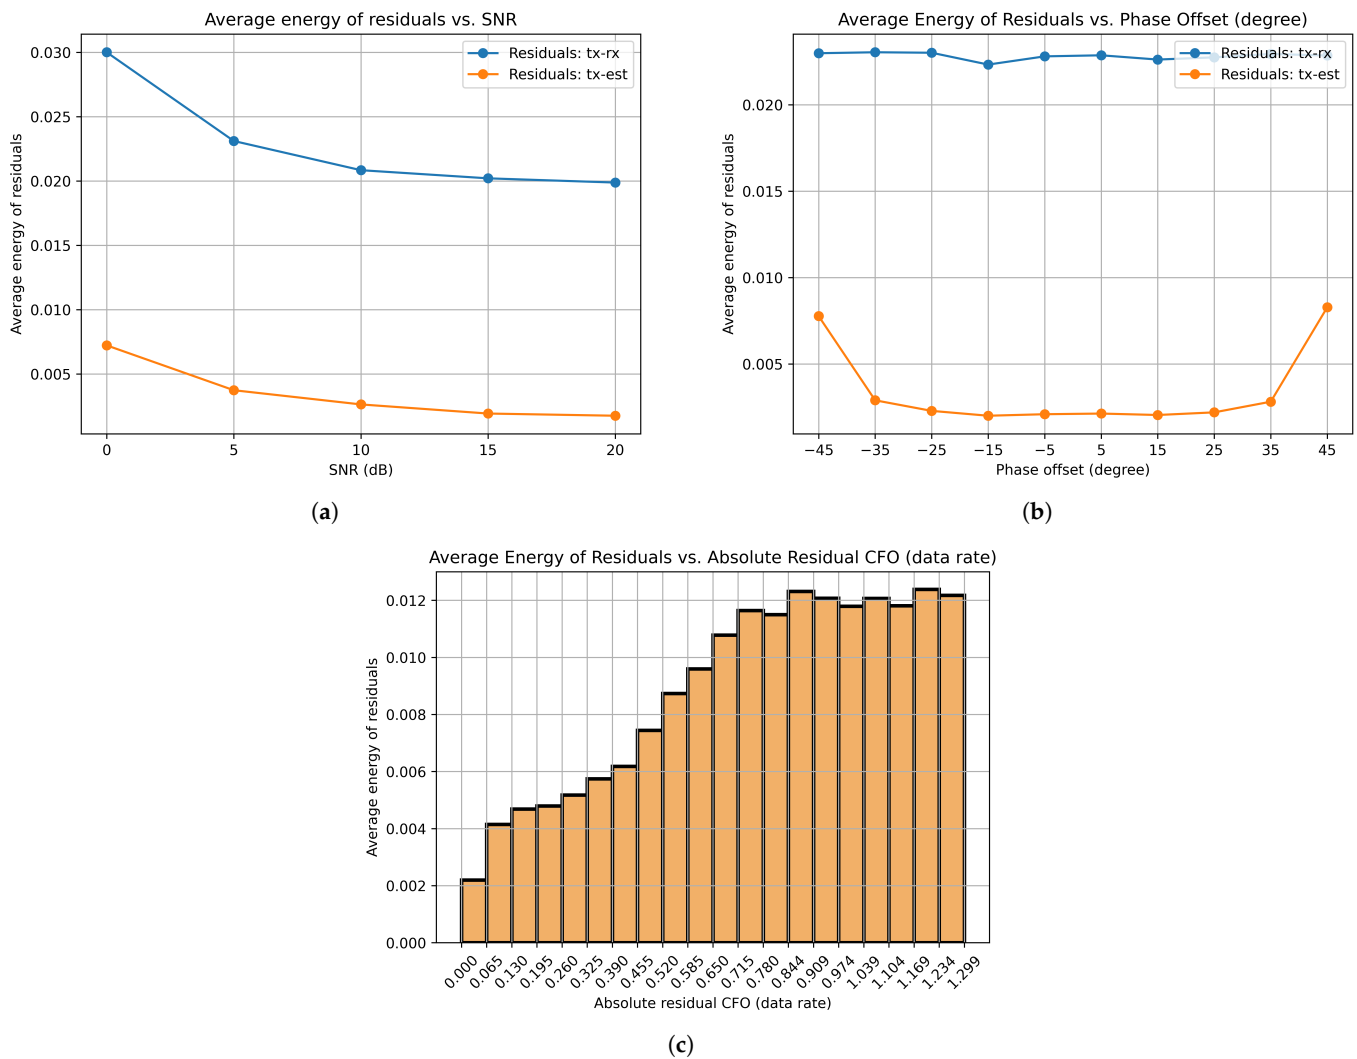 Average energy of residuals vs. SNR
Average energy of residuals
0.030
0.025
0.020
0.015
0.010
0.005
Residuals: tx-rx
Residuals: tx-est
0 5 10 15 20
SNR (dB)
(a)
Average Energy of Residuals vs. Phase Offset (degree)
Average energy of residuals
0.020
0.015
0.010
0.005
Residuals: tx-rx
Residuals: tx-est
−45 −35 −25 −15 −5 5 15 25 35 45
Phase offset (degree)
(b)
Average Energy of Residuals vs. Absolute Residual CFO (data rate)
Average energy of residuals
0.012
0.010
0.008
0.006
0.004
0.002
0.000
0.000 0.065 0.130 0.195 0.260 0.325 0.390 0.455 0.520 0.585 0.650 0.715 0.780 0.844 0.909 0.974 1.039 1.104 1.169 1.234 1.299
Absolute residual CFO (data rate)
(c)